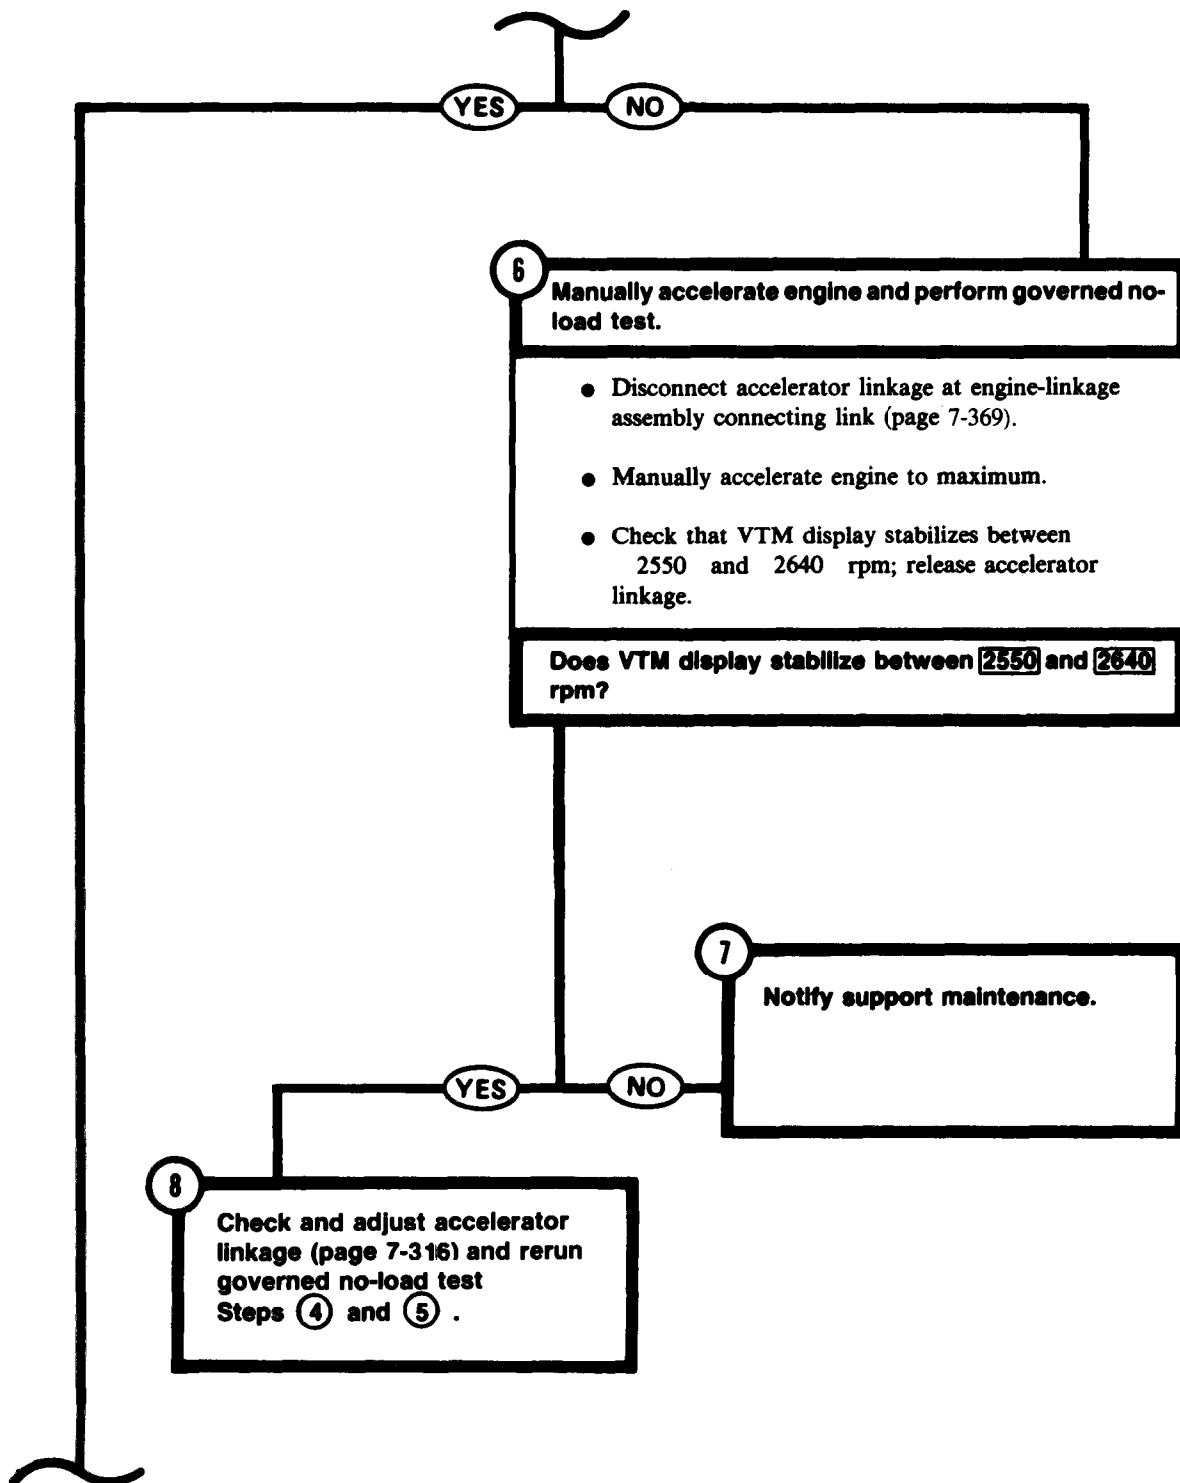 YES NO
6
Manually accelerate engine and perform governed no-
load test.
● Disconnect accelerator linkage at engine-linkage
assembly connecting link (page 7-369).
● Manually accelerate engine to maximum.
● Check that VTM display stabilizes between
2550 and 2640 rpm; release accelerator
linkage.
Does VTM display stabilize between 2550 and 2640
rpm?
7
Notify support maintenance.
YES NO
8
Check and adjust accelerator
linkage (page 7-316) and rerun
governed no-load test
Steps 4 and 5 .